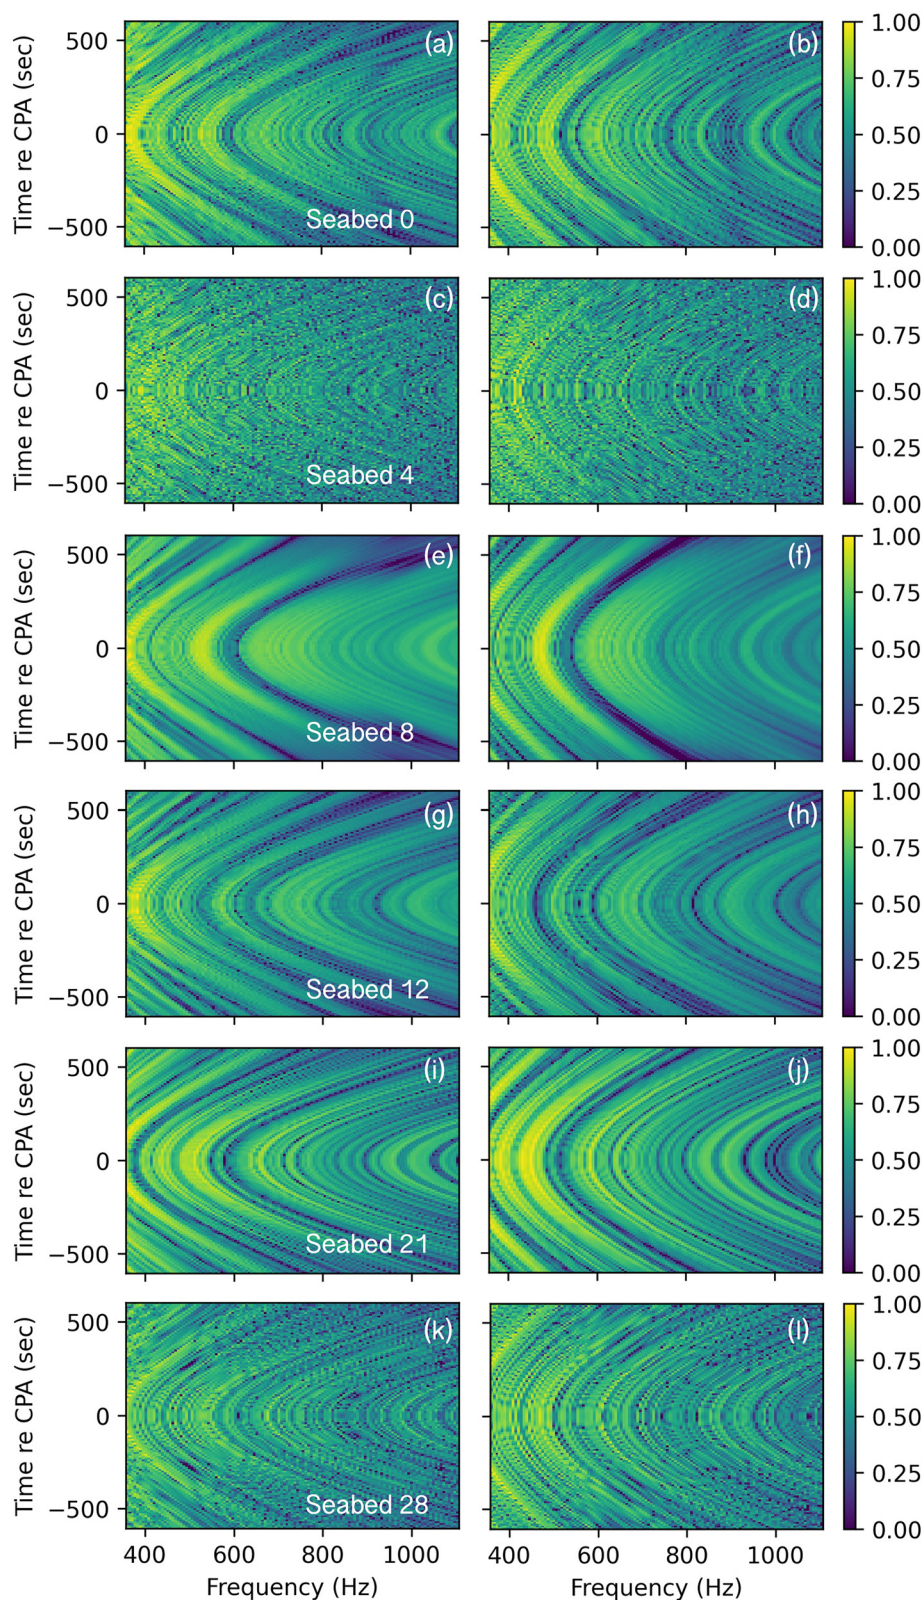 (a)
(b)
Time re CPA (sec)
500
0
−500
400
600
800
1000
Seabed 0
1.00
0.75
0.50
0.25
0.00
(c)
(d)
Time re CPA (sec)
500
0
−500
Seabed 4
1.00
0.75
0.50
0.25
0.00
(e)
(f)
Time re CPA (sec)
500
0
−500
Seabed 8
1.00
0.75
0.50
0.25
0.00
(g)
(h)
Time re CPA (sec)
500
0
−500
Seabed 12
1.00
0.75
0.50
0.25
0.00
(i)
(j)
Time re CPA (sec)
500
0
−500
Seabed 21
1.00
0.75
0.50
0.25
0.00
(k)
(l)
Time re CPA (sec)
500
0
−500
Seabed 28
1.00
0.75
0.50
0.25
0.00
400 600 800 1000
400 600 800 1000
Frequency (Hz)
Frequency (Hz)